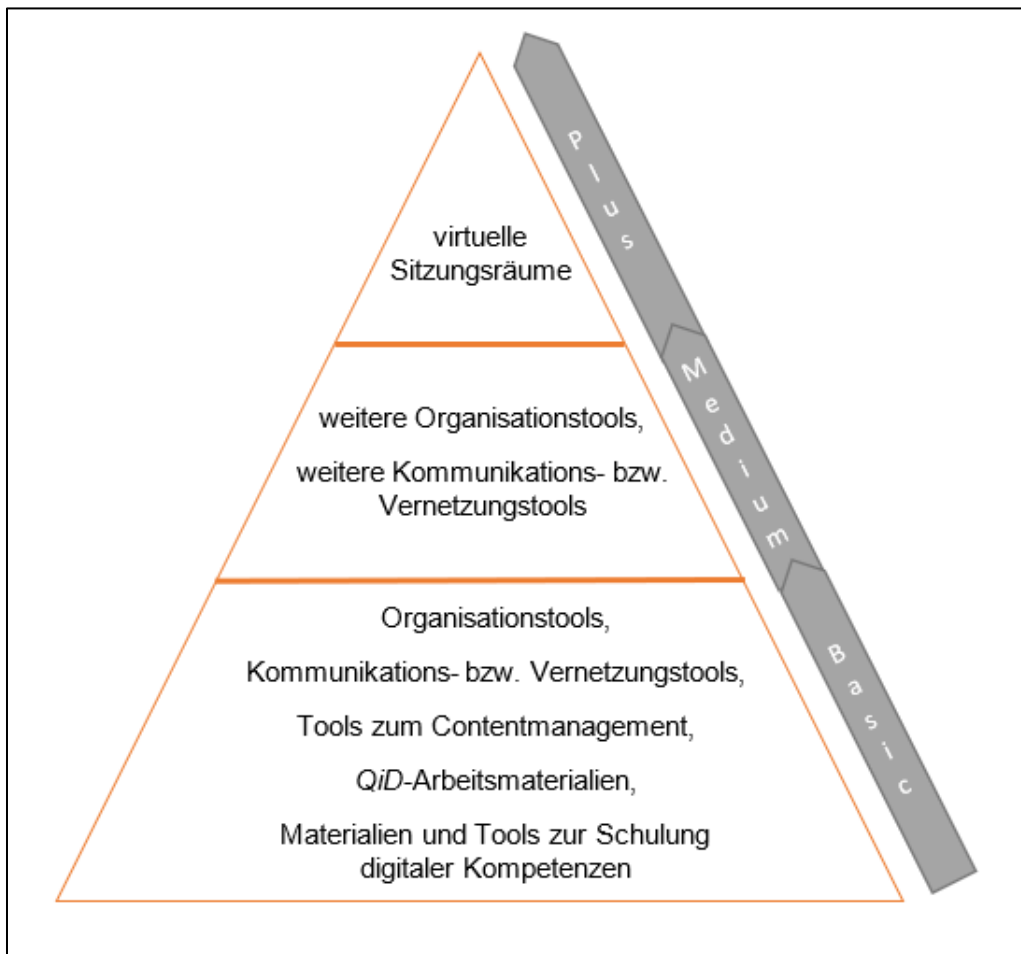 virtuelle
Sitzungsräume
weitere Organisationstools,
weitere Kommunikations- bzw.
Vernetzungstools
Organisationstools,
Kommunikations- bzw. Vernetzungstools,
Tools zum Contentmanagement,
QiD-Arbeitsmaterialien,
Materialien und Tools zur Schulung
digitaler Kompetenzen
Plus
Medium
Basic